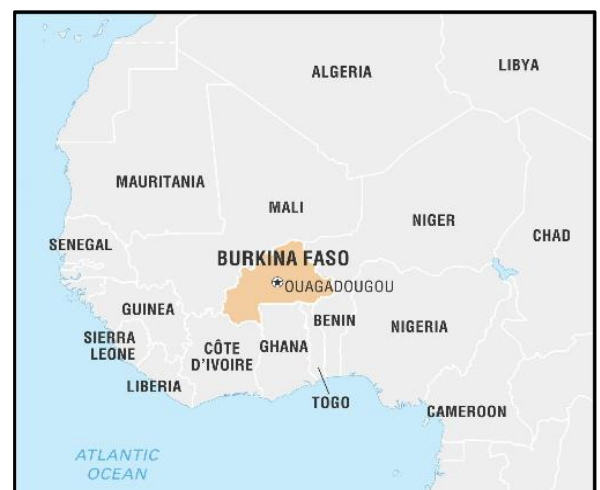 LIBYA
ALGERIA
MAURITANIA
MALI
NIGER
CHAD
SENEGAL
BURKINA FASO
OUAGADOUGOU
GUINEA
BENIN
NIGERIA
SIERRA
LEONE
CÔTE
D'IVOIRE
GHANA
LIBERIA
TOGO
CAMEROON
ATLANTIC
OCEAN